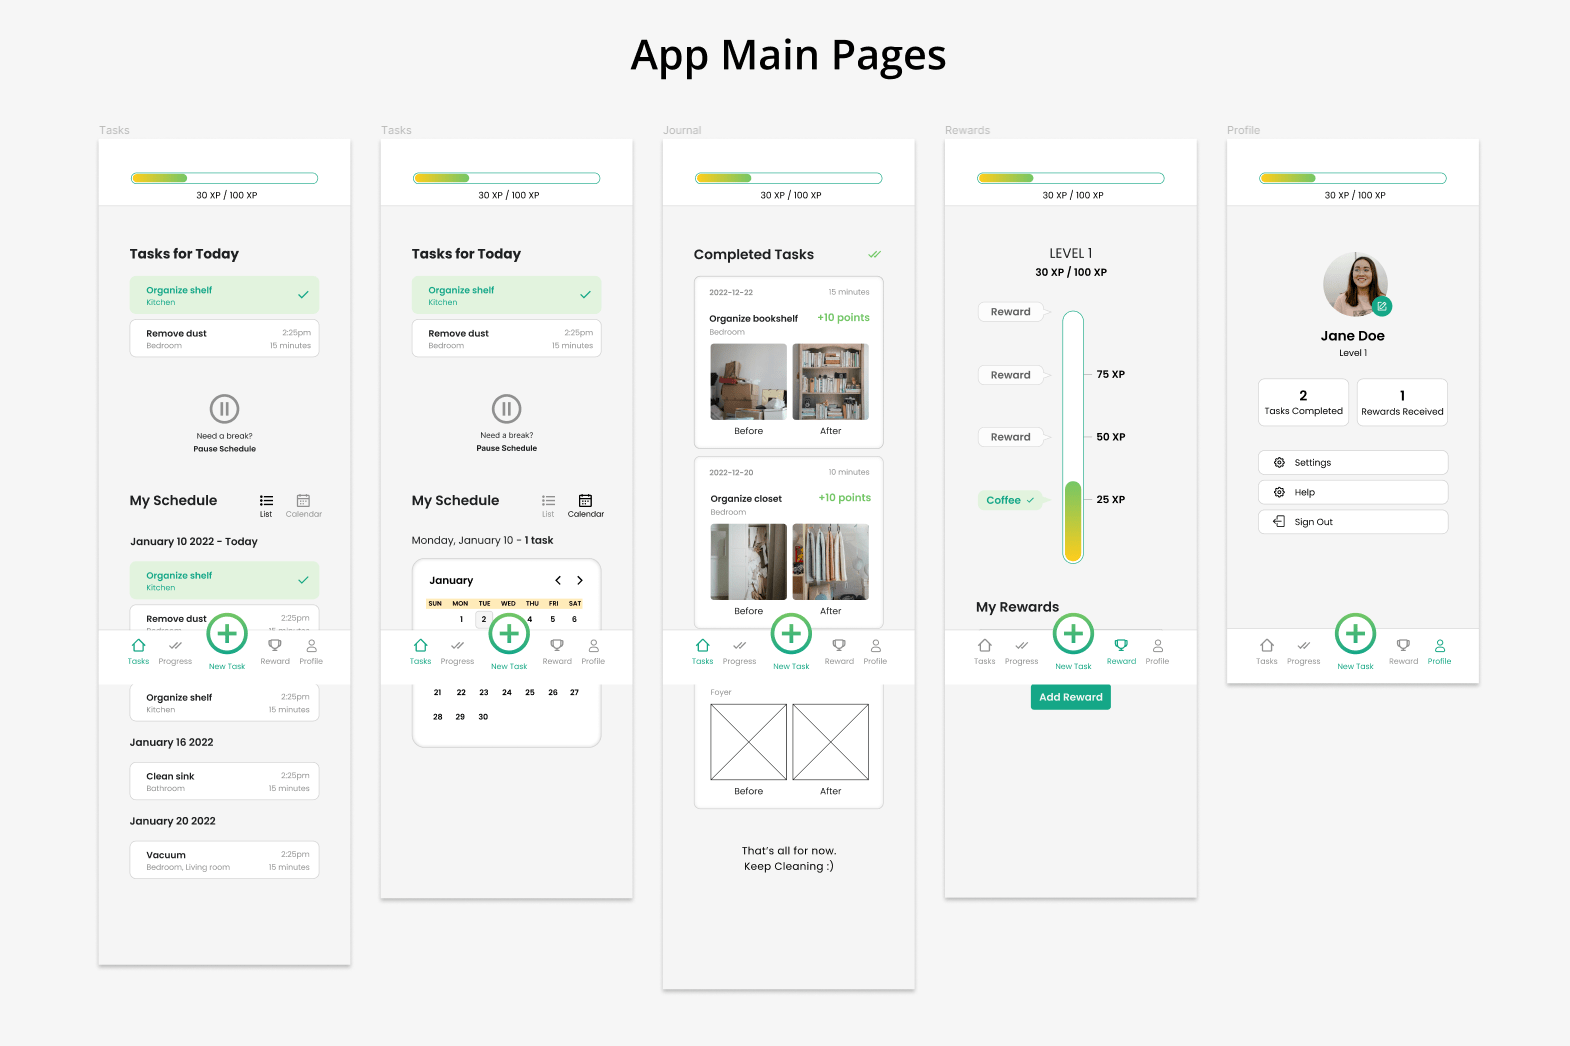 App Main Pages
Tasks
30 XP / 100 XP
Tasks for Today
Organize shelf
Kitchen
Remove dust
2:25pm
Bedroom
15 minutes
Need a break?
Pause Schedule
My Schedule
List
Calendar
January 10 2022 - Today
Organize shelf
Kitchen
Remove dust
2:25pm
Tasks
Progress
New Task
Reward
Profile
Organize shelf
2:25pm
Kitchen
15 minutes
January 16 2022
Clean sink
2:25pm
Bathroom
15 minutes
January 20 2022
Vacuum
2:25pm
Bedroom, Living room
15 minutes
Tasks
30 XP / 100 XP
Tasks for Today
Organize shelf
Kitchen
Remove dust
2:25pm
Bedroom
15 minutes
Need a break?
Pause Schedule
My Schedule
List
Calendar
Monday, January 10 - 1 task
January
SUN MON TUE WED THU FRI SAT
1 2 4 5 6
Tasks
Progress
New Task
Reward
Profile
21 22 23 24 25 26 27
28 29 30
Journal
30 XP / 100 XP
Completed Tasks
2022-12-22
15 minutes
Organize bookshelf
+10 points
Bedroom
Before
After
2022-12-20
10 minutes
Organize closet
+10 points
Bedroom
Before
After
Tasks
Progress
New Task
Reward
Profile
Foyer
Before
After
That's all for now.
Keep Cleaning :)
Rewards
30 XP / 100 XP
LEVEL 1
30 XP / 100 XP
Reward
Reward
75 XP
Reward
50 XP
Coffee
25 XP
My Rewards
Tasks
Progress
New Task
Reward
Profile
Add Reward
Profile
30 XP / 100 XP
Jane Doe
Level 1
2
Tasks Completed
1
Rewards Received
Settings
Help
Sign Out
Tasks
Progress
New Task
Reward
Profile